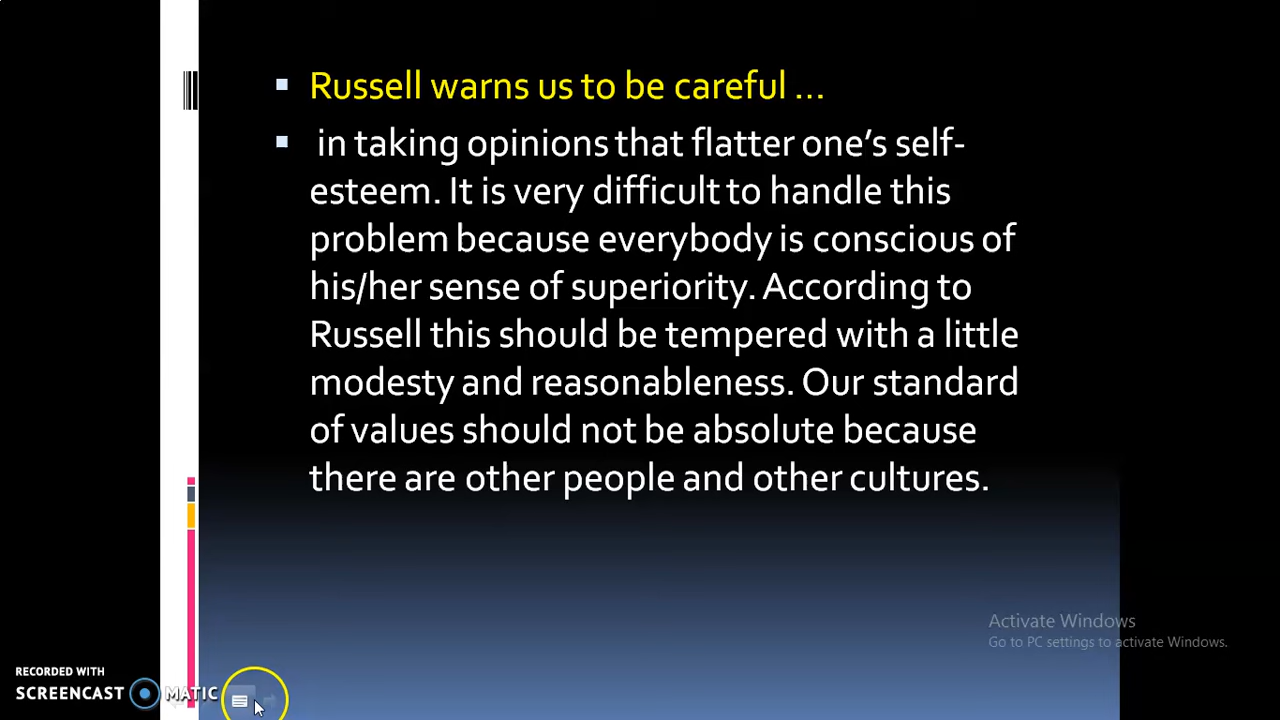 Russell warns us to be careful ...
in taking opinions that flatter one's self-
esteem. It is very difficult to handle this
problem because everybody is conscious of
his/her sense of superiority. According to
Russell this should be tempered with a little
modesty and reasonableness. Our standard
of values should not be absolute because
there are other people and other cultures.
Activate Windows
Go to PC settings to activate Windows.
RECORDED WITH
SCREENCAST MATIC